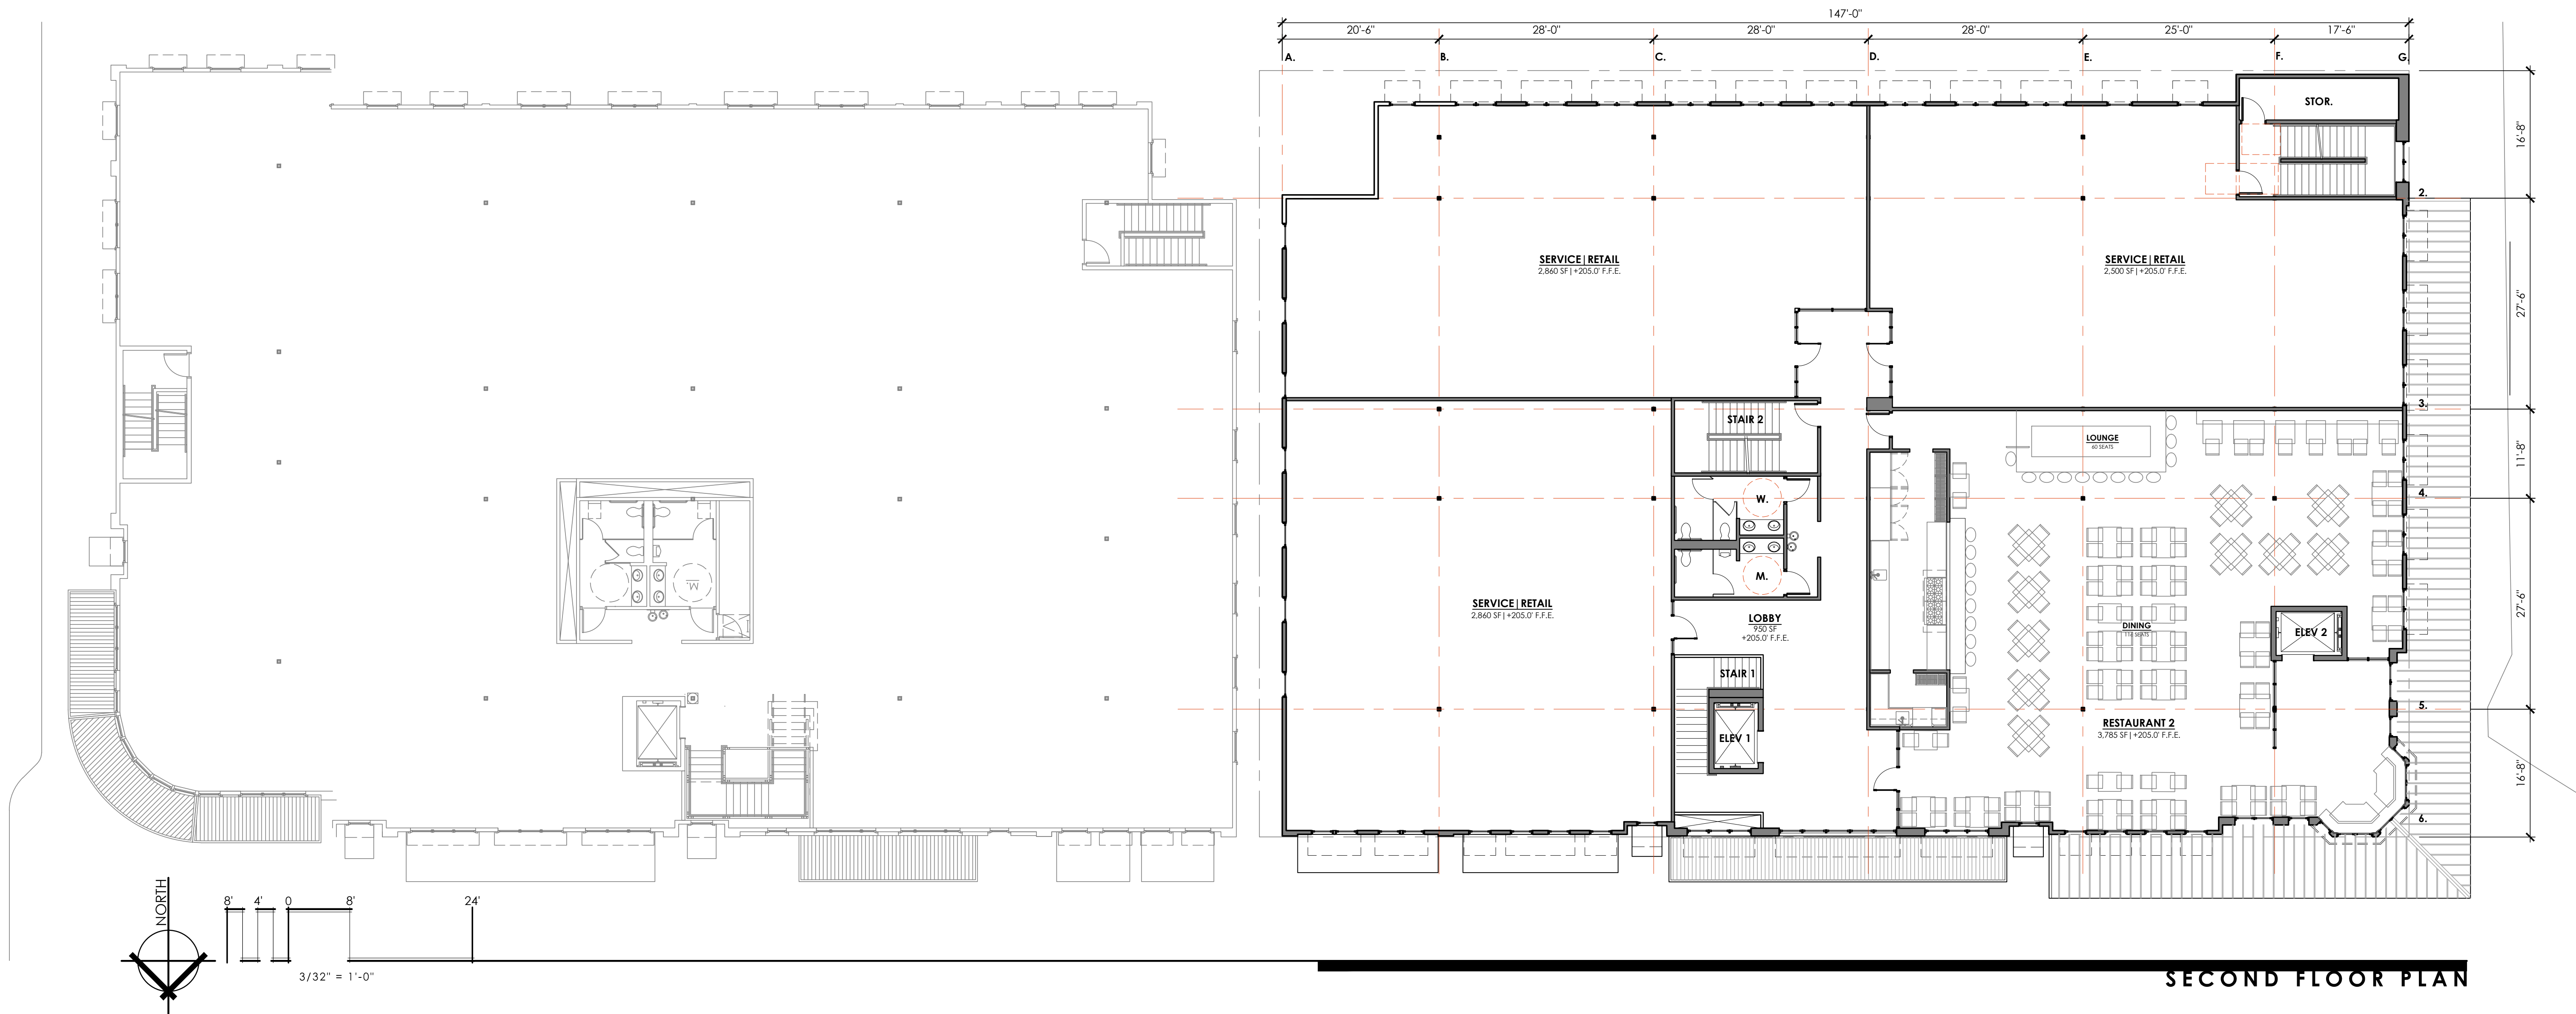 147'-0"
20'-6"
28'-0"
28'-0"
28'-0"
25'-0"
17'-6"
A.
B.
C.
D.
E.
F.
G.
STOR.
16'-8"
2.
SERVICE|RETAIL
2,860 SF|+205.0' F.F.E.
SERVICE|RETAIL
2,500 SF|+205.0' F.F.E.
27'-6"
3.
STAIR 2
LOUNGE
60 SEATS
11'-8"
W.
4.
M.
M.
SERVICE|RETAIL
2,860 SF|+205.0' F.F.E.
LOBBY
950 SF
+205.0' F.F.E.
DINING
SEATS
ELEV 2
27'-6"
STAIR 1
ELEV 1
RESTAURANT 2
3,785 SF|+205.0' F.F.E.
5.
16'-8"
6.
NORTH
8'
4'
0
8'
24'
3/32" = 1'-0"
SECOND FLOOR PLAN